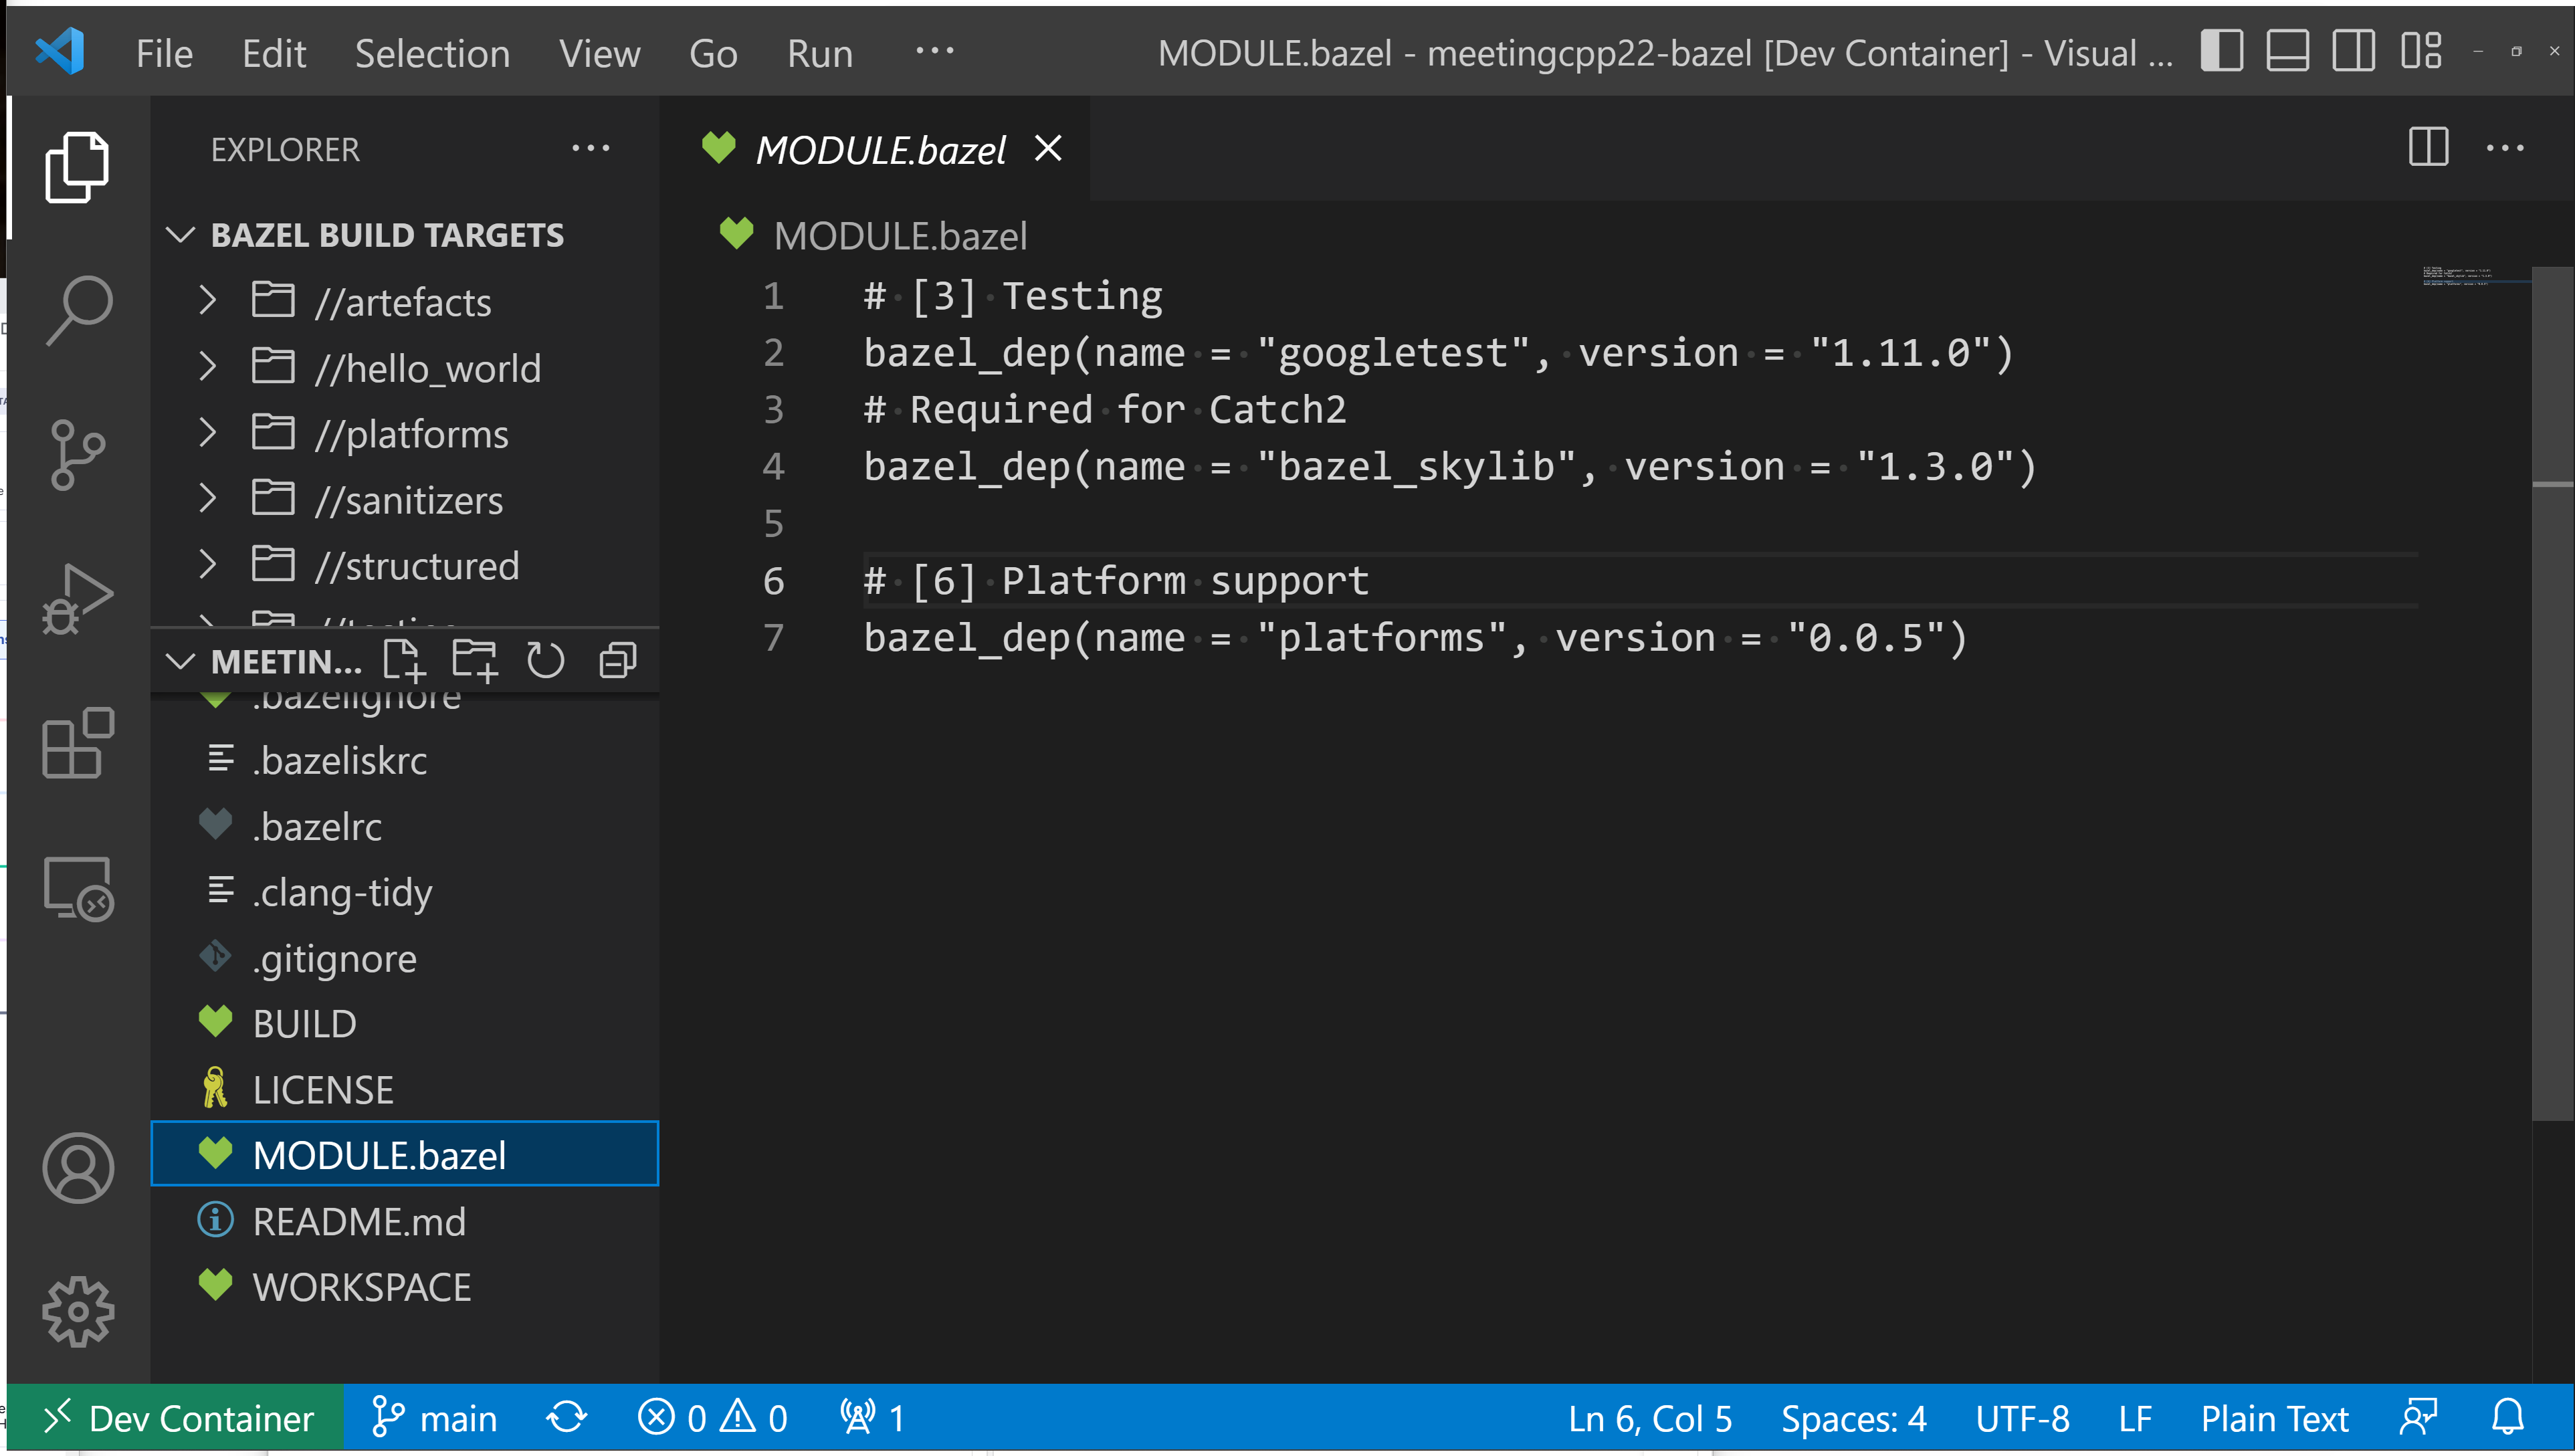 File Edit Selection View Go Run ··· MODULE.bazel - meetingcpp22-bazel [Dev Container] - Visual ...
EXPLORER ···
BAZEL BUILD TARGETS
//artefacts
//hello_world
//platforms
//sanitizers
//structured
MEETIN...
.bazelignore
.bazeliskrc
.bazelrc
.clang-tidy
.gitignore
BUILD
LICENSE
MODULE.bazel
README.md
WORKSPACE
MODULE.bazel
MODULE.bazel
1 # [3] Testing
2 bazel_dep(name = "googletest", version = "1.11.0")
3 # Required for Catch2
4 bazel_dep(name = "bazel_skylib", version = "1.3.0")
5
6 # [6] Platform support
7 bazel_dep(name = "platforms", version = "0.0.5")
Dev Container main 0 0 1 Ln 6, Col 5 Spaces: 4 UTF-8 LF Plain Text